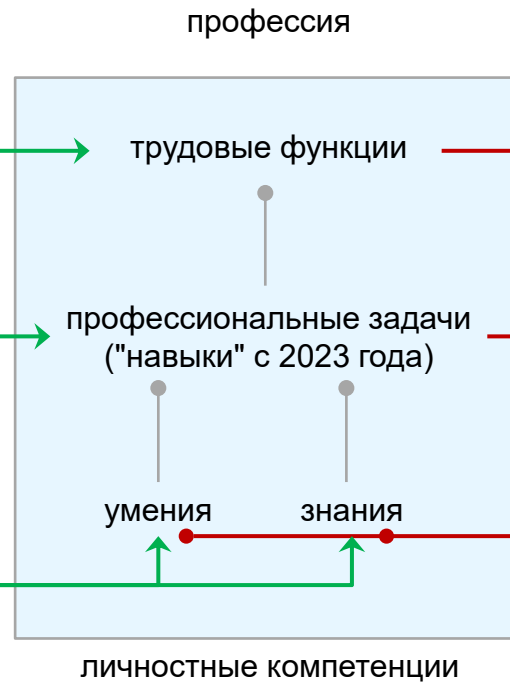 профессия
трудовые функции
профессиональные задачи
("навыки" с 2023 года)
умения знания
личностные компетенции